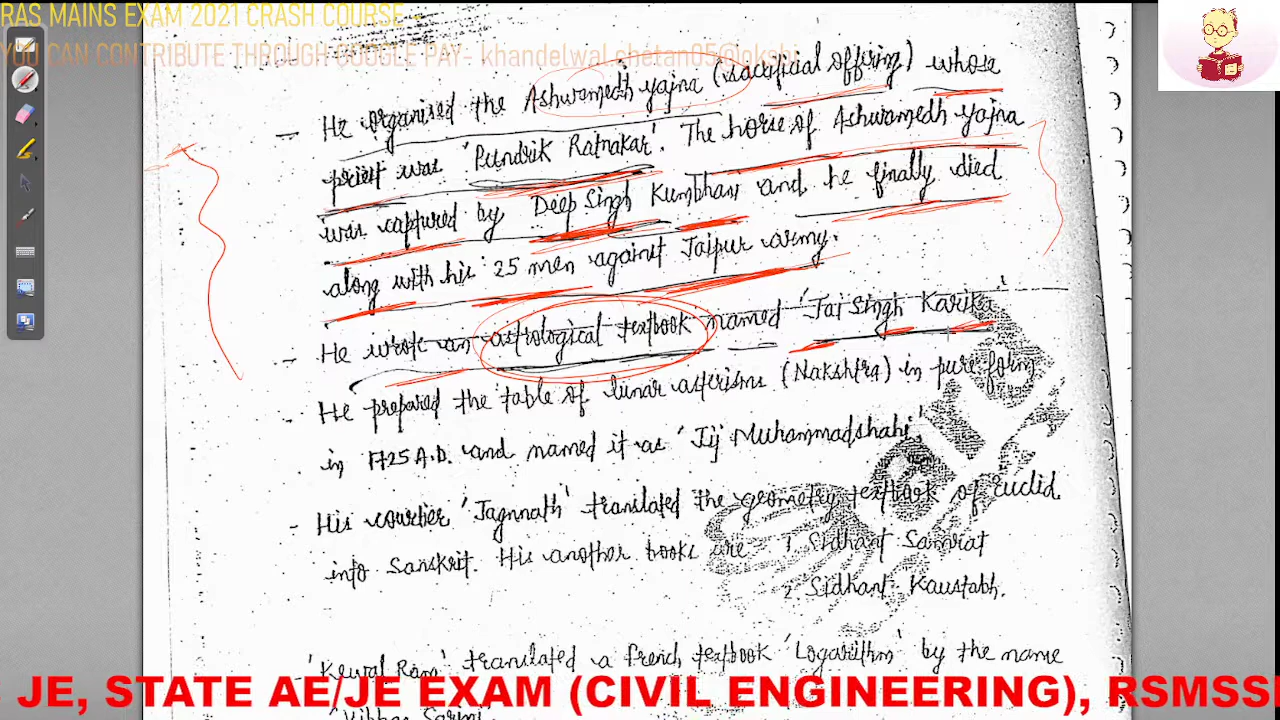 RAS MAINS EXAM 2021 CRASH COURSE -
YOU CAN CONTRIBUTE THROUGH GOOGLE PAY- khandelwal.chetan05@oksbi
- He organised the Ashwamedh yajna (sacrificial offering) whose
priest was 'Pundrik Ratnakar'. The horse of Ashwamedh yajna
was captured by Deep Singh Kumbhani and he finally died
along with his 25 men against Jaipur army.
- He wrote an astrological textbook named 'Jai Singh Karika'
- He prepared the table of lunar asterisms (Nakshtra) in pure form
in 1725 A.D. and named it as 'Jij Muhammadshahi'
- His courtier 'Jagnnath' translated the geometry textbook of Euclid
into Sanskrit. His another books are 1. Sidhant Samrat
2. Sidhant Kaustabh.
'Kewal Ram' translated a french textbook 'Logarithm' by the name
JE, STATE AE/JE EXAM (CIVIL ENGINEERING), RSMSS